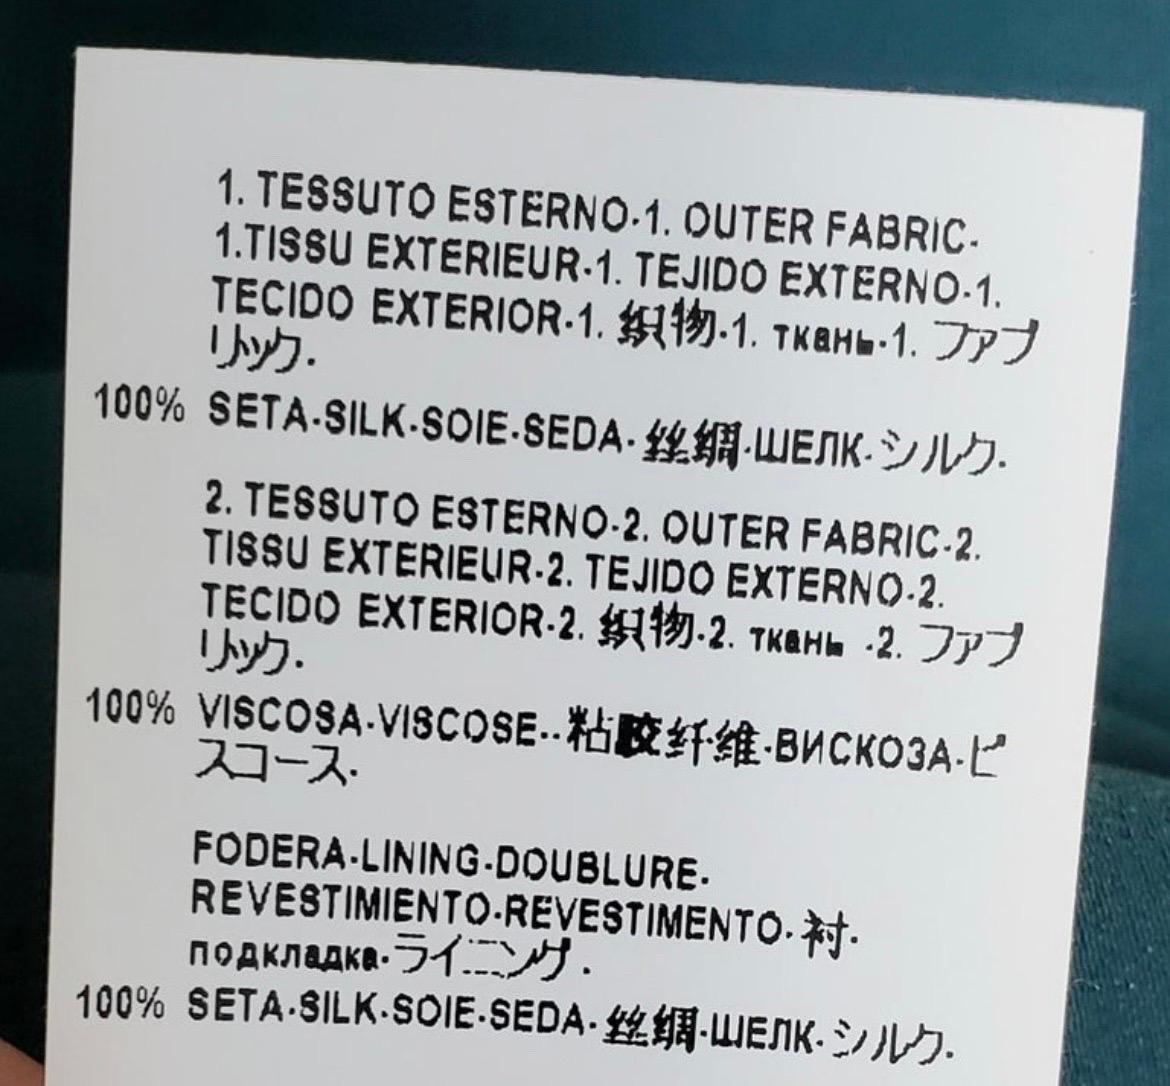 1. TESSUTO ESTERNO-1. OUTER FABRIC-
1.TISSU EXTERIEUR-1. TEJIDO EXTERNO-1.
TECIDO EXTERIOR-1. 织物-1. ткань-1. ファブ
リック-
100% SETA-SILK-SOIE-SEDA- 丝绸-ШЕЛК- シルク-
2. TESSUTO ESTERNO-2. OUTER FABRIC-2.
TISSU EXTERIEUR-2. TEJIDO EXTERNO-2.
TECIDO EXTERIOR-2. 织物-2. ткань -2. ファブ
リック-
100% VISCOSA-VISCOSE--粘胶纤维-ВИСКОЗА-ビ
スコース-
FODERA-LINING-DOUBLURE-
REVESTIMIENTO-REVESTIMENTO- 衬-
подкладка-ライニング-
100% SETA-SILK-SOIE-SEDA- 丝绸-ШЕЛК- シルク-